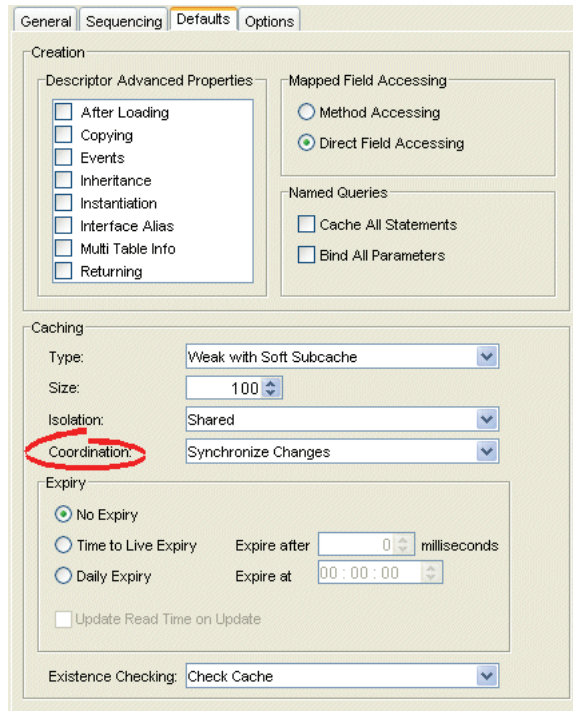 General Sequencing Defaults Options
Creation
Descriptor Advanced Properties
After Loading
Copying
Events
Inheritance
Instantiation
Interface Alias
Multi Table Info
Returning
Mapped Field Accessing
Method Accessing
Direct Field Accessing
Named Queries
Cache All Statements
Bind All Parameters
Caching
Type: Weak with Soft Subcache
Size: 100
Isolation: Shared
Coordination: Synchronize Changes
Expiry
No Expiry
Time to Live Expiry Expire after 0 milliseconds
Daily Expiry Expire at 00 : 00 : 00
Update Read Time on Update
Existence Checking: Check Cache